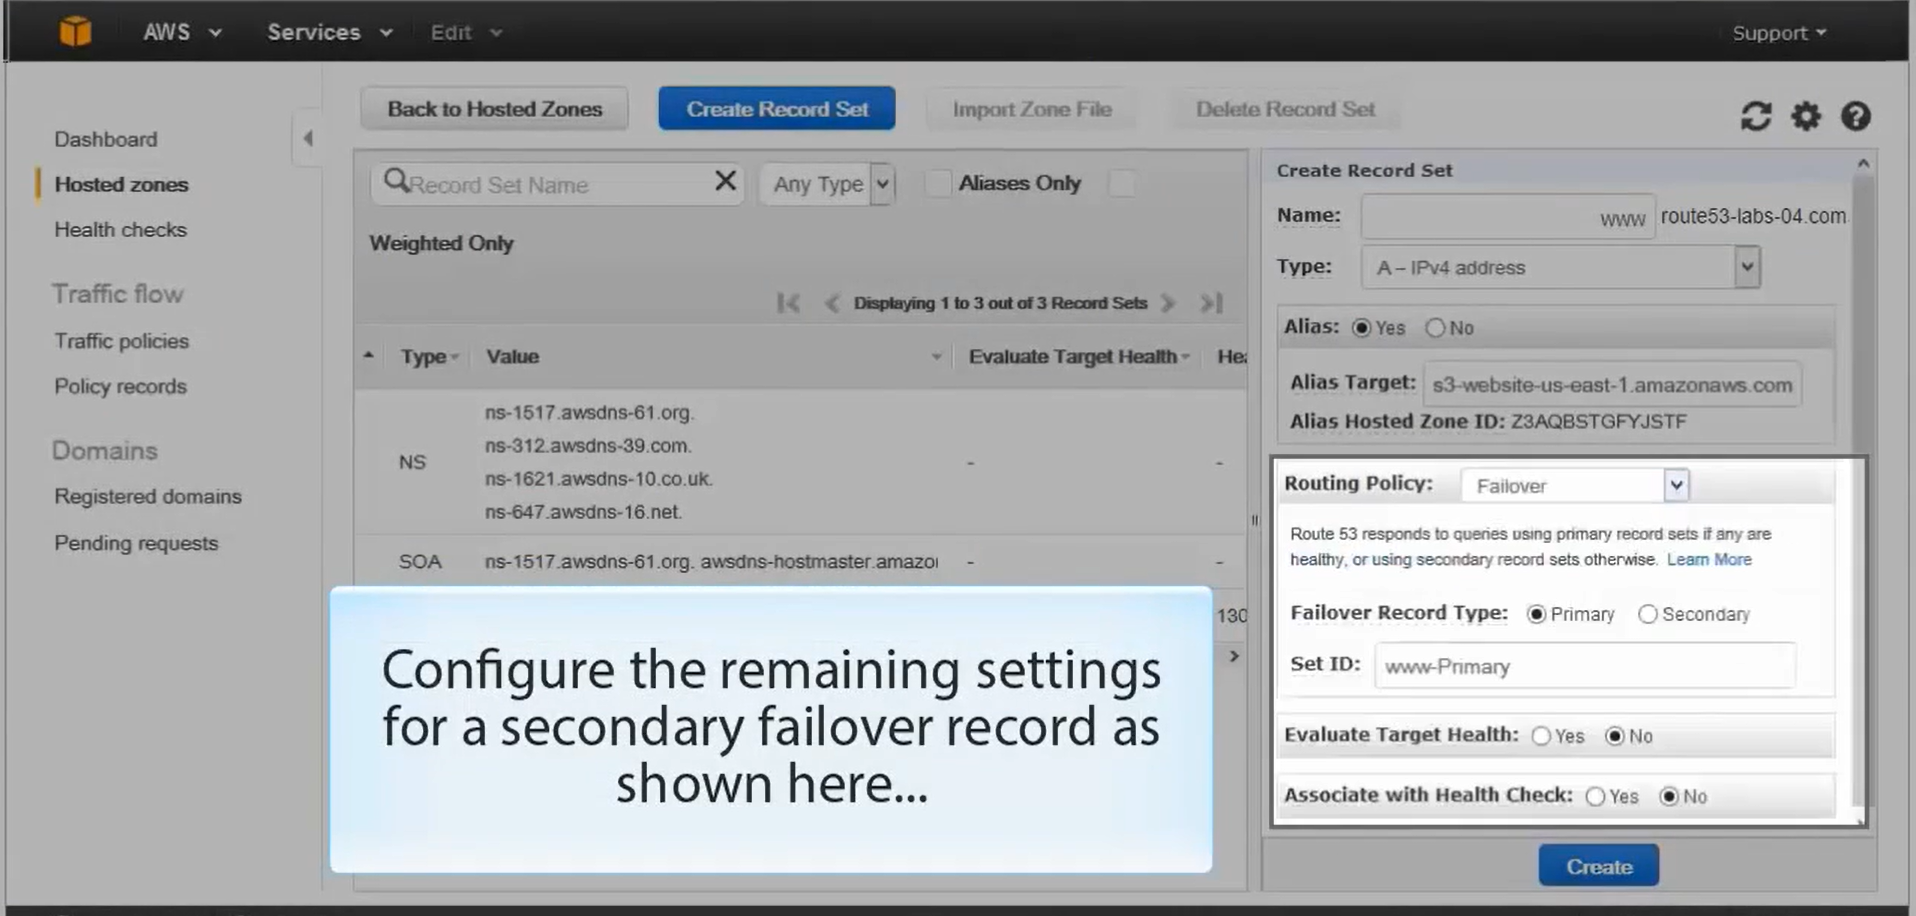 AWS Services Edit Support
Back to Hosted Zones Create Record Set Import Zone File Delete Record Set
Dashboard
Hosted zones
Health checks
Traffic flow
Traffic policies
Policy records
Domains
Registered domains
Pending requests
Record Set Name Any Type Aliases Only
Weighted Only
Displaying 1 to 3 out of 3 Record Sets
Type Value Evaluate Target Health Hea
NS
ns-1517.awsdns-61.org.
ns-312.awsdns-39.com.
ns-1621.awsdns-10.co.uk.
ns-647.awsdns-16.net.
- -
SOA ns-1517.awsdns-61.org. awsdns-hostmaster.amazo - -
130
Configure the remaining settings
for a secondary failover record as
shown here...
Create Record Set
Name: www route53-labs-04.com
Type: A – IPv4 address
Alias: Yes No
Alias Target: s3-website-us-east-1.amazonaws.com
Alias Hosted Zone ID: Z3AQBSTGFYJSTF
Routing Policy: Failover
Route 53 responds to queries using primary record sets if any are
healthy, or using secondary record sets otherwise. Learn More
Failover Record Type: Primary Secondary
Set ID: www-Primary
Evaluate Target Health: Yes No
Associate with Health Check: Yes No
Create